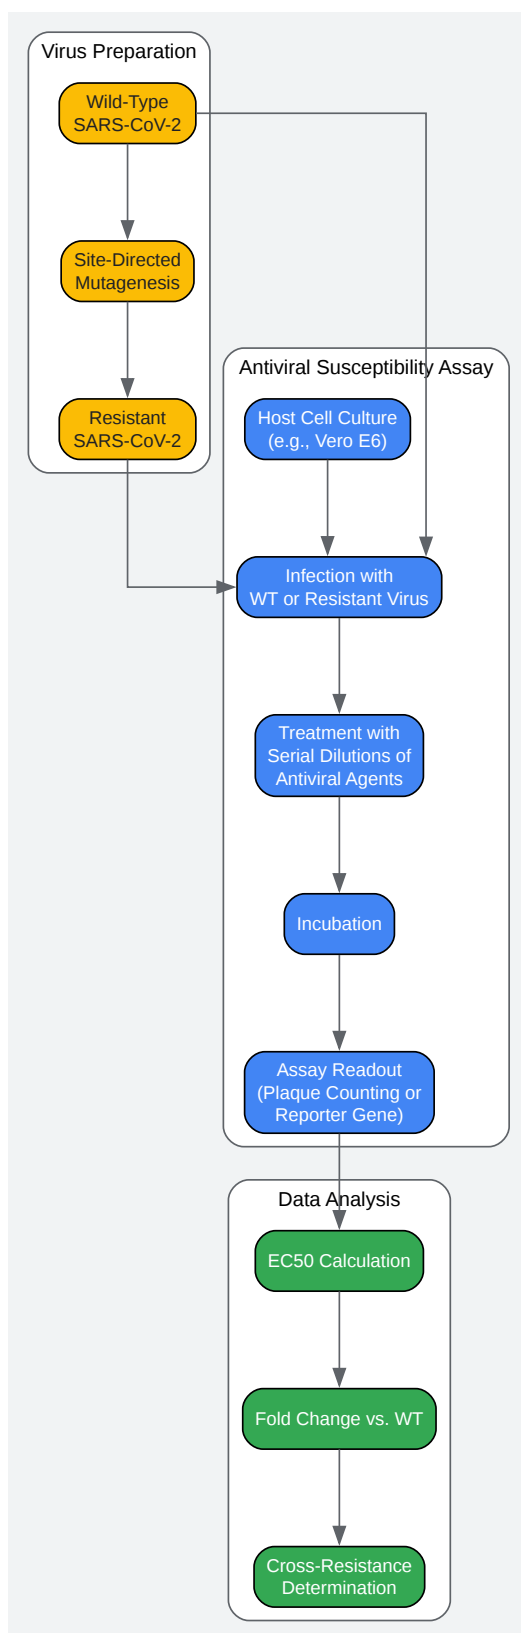 Virus Preparation
Wild-Type
SARS-CoV-2
Site-Directed
Mutagenesis
Resistant
SARS-CoV-2
Antiviral Susceptibility Assay
Host Cell Culture
(e.g., Vero E6)
Infection with
WT or Resistant Virus
Treatment with
Serial Dilutions of
Antiviral Agents
Incubation
Assay Readout
(Plaque Counting or
Reporter Gene)
Data Analysis
EC50 Calculation
Fold Change vs. WT
Cross-Resistance
Determination